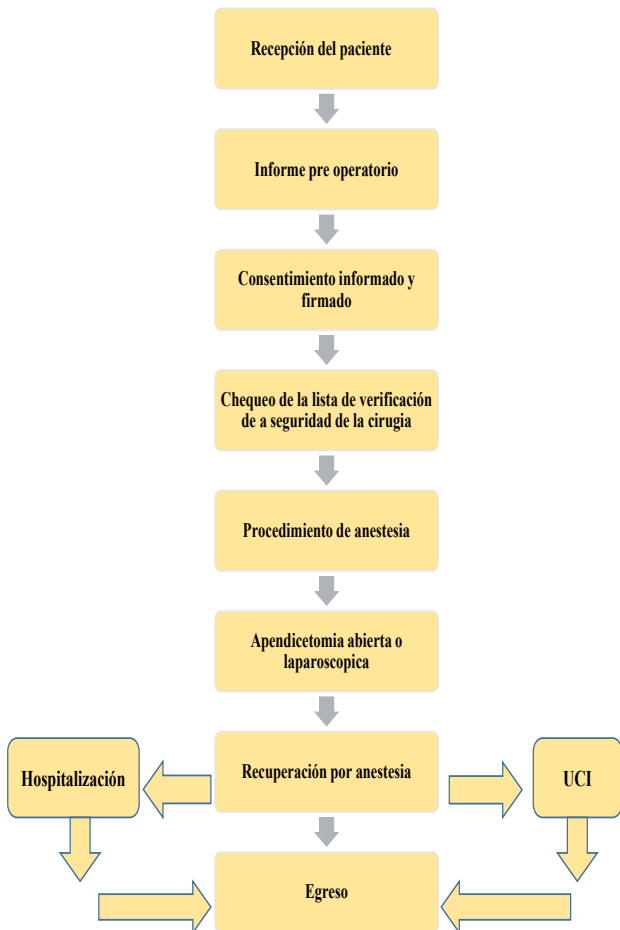 Recepción del paciente
Informe pre operatorio
Consentimiento informado y
firmado
Chequeo de la lista de verificación
de a seguridad de la cirugia
Procedimiento de anestesia
Apendicetomia abierta o
laparoscopica
Hospitalización
Recuperación por anestesia
UCI
Egreso